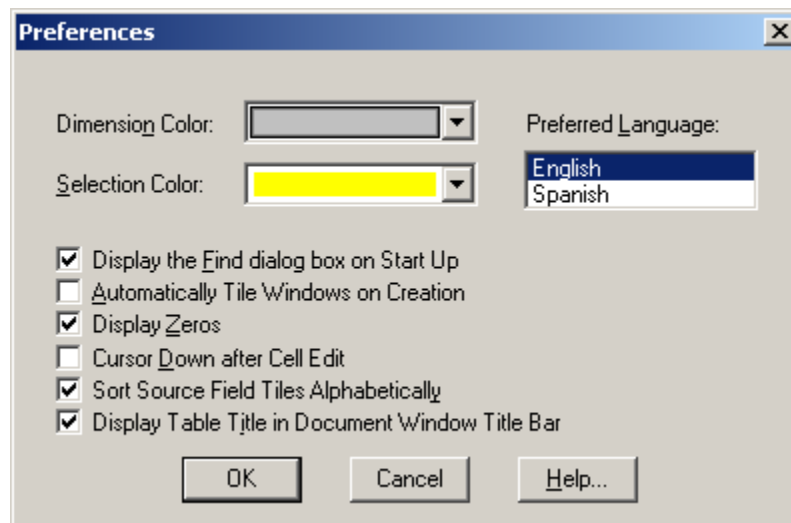 Preferences
Dimension Color:
Preferred Language:
Selection Color:
English
Spanish
Display the Find dialog box on Start Up
Automatically Tile Windows on Creation
Display Zeros
Cursor Down after Cell Edit
Sort Source Field Tiles Alphabetically
Display Table Title in Document Window Title Bar
OK
Cancel
Help...